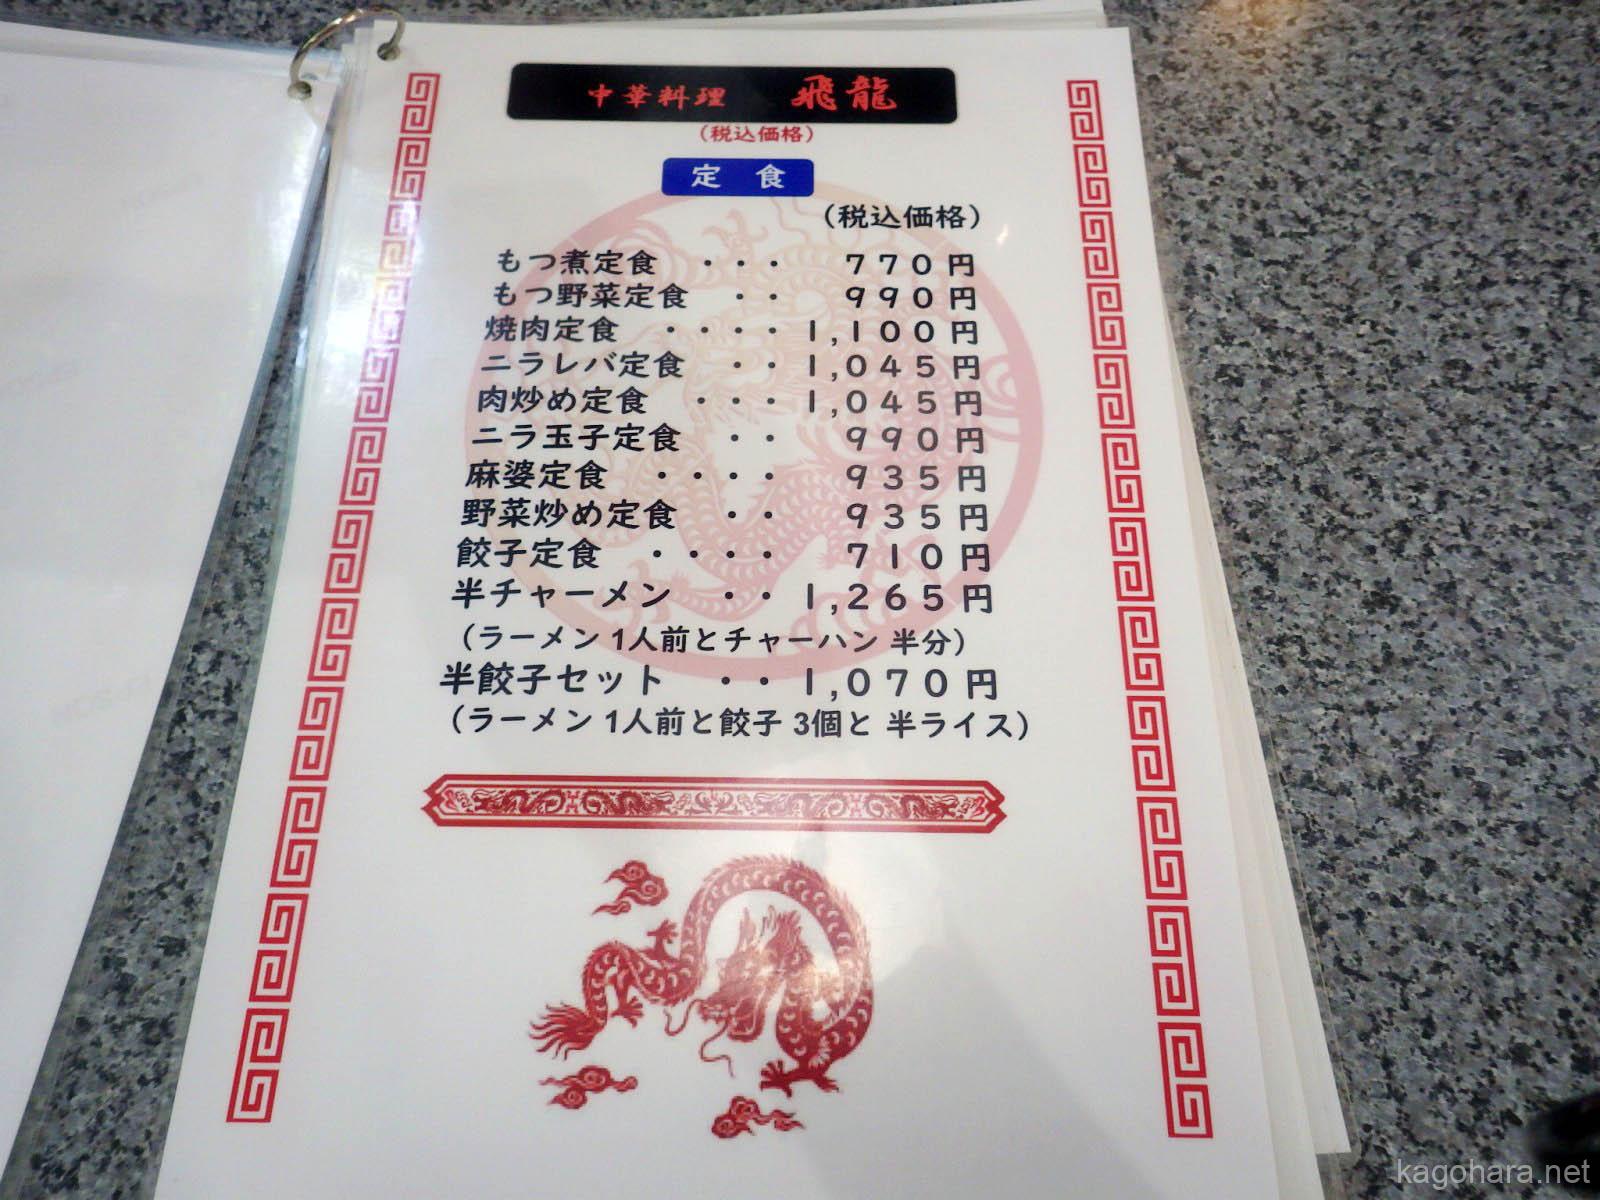 中華料理 飛龍
(税込価格)
定 食
(税込価格)
もつ煮定食 ・・・ 770円
もつ野菜定食 ・・ 990円
焼肉定食 ・・・・1,100円
ニラレバ定食 ・・1,045円
肉炒め定食 ・・・1,045円
ニラ玉子定食 ・・ 990円
麻婆定食 ・・・・ 935円
野菜炒め定食 ・・ 935円
餃子定食 ・・・・ 710円
半チャーメン ・・1,265円
(ラーメン 1人前とチャーハン 半分)
半餃子セット ・・1,070円
(ラーメン 1人前と餃子 3個と 半ライス)
kagohara.net